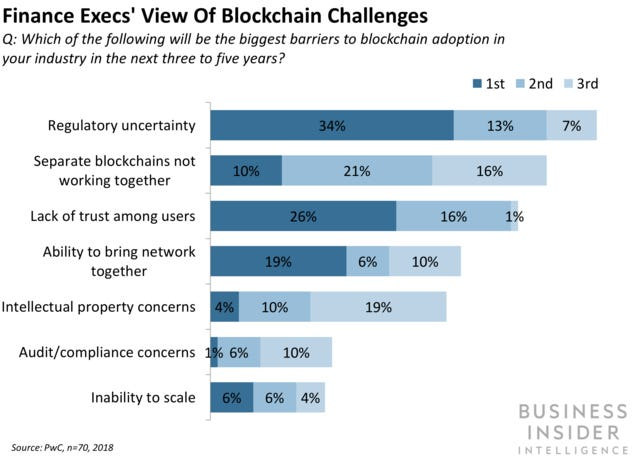 Finance Execs' View Of Blockchain Challenges
Q: Which of the following will be the biggest barriers to blockchain adoption in
your industry in the next three to five years?
1st 2nd 3rd
Regulatory uncertainty 34% 13% 7%
Separate blockchains not
working together 10% 21% 16%
Lack of trust among users 26% 16% 1%
Ability to bring network
together 19% 6% 10%
Intellectual property concerns 4% 10% 19%
Audit/compliance concerns 1% 6% 10%
Inability to scale 6% 6% 4%
BUSINESS
INSIDER
INTELLIGENCE
Source: PwC, n=70, 2018